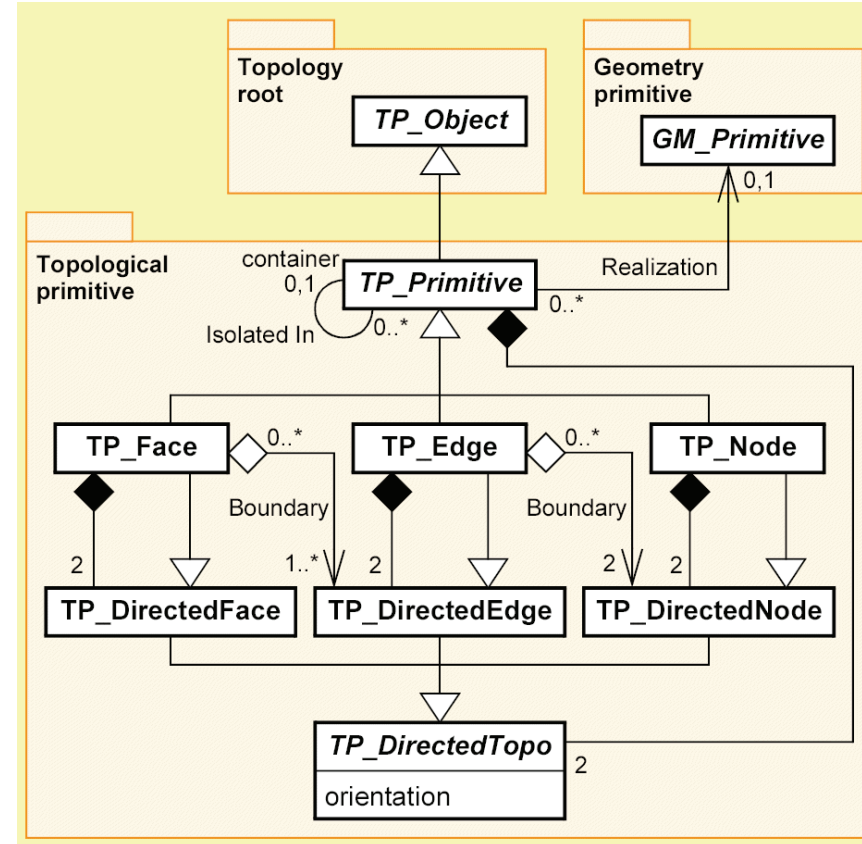 Topology
root
TP_Object
Geometry
primitive
GM_Primitive
0,1
Topological
primitive
container
0,1
TP_Primitive
Realization
0..*
Isolated In
0..*
TP_Face
0..*
TP_Edge
0..*
TP_Node
Boundary
Boundary
2
1..*
2
2
2
TP_DirectedFace
TP_DirectedEdge
TP_DirectedNode
TP_DirectedTopo
2
orientation